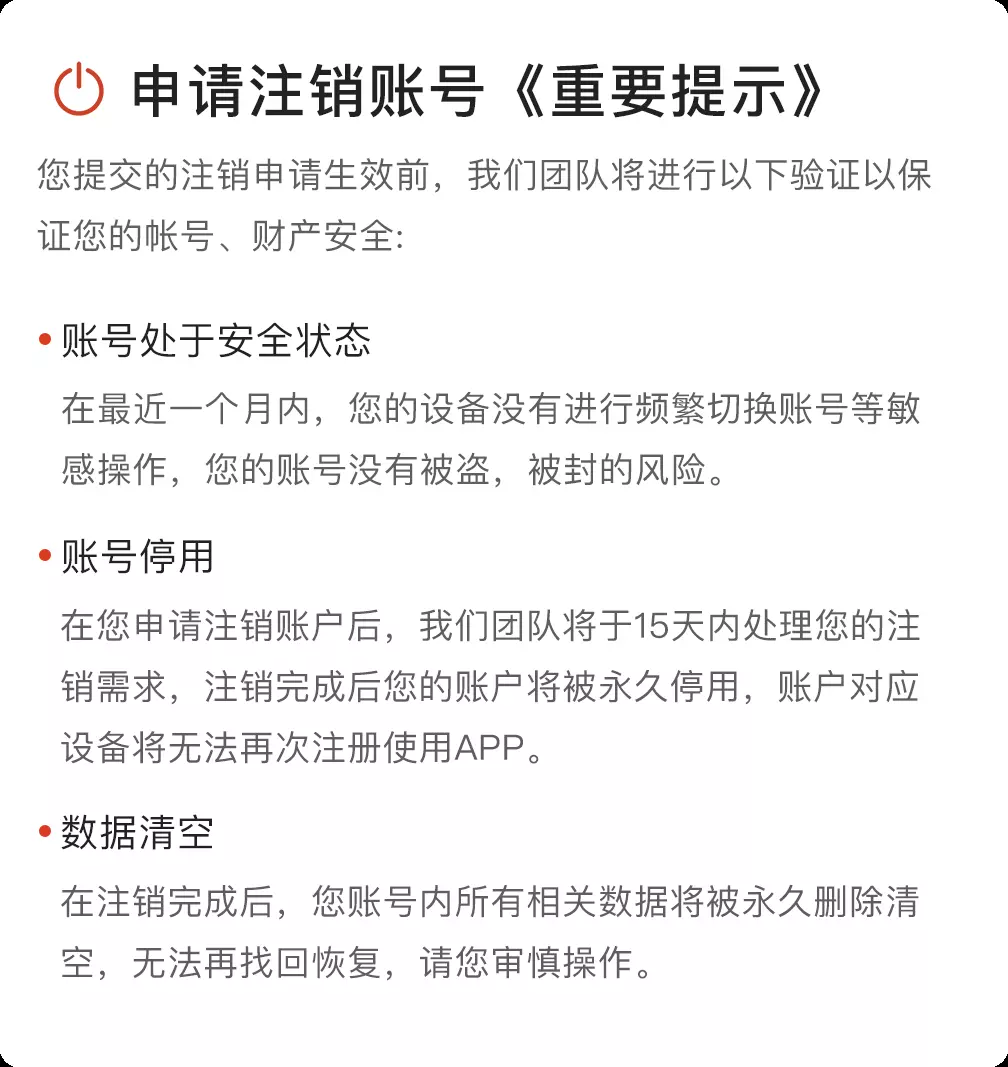 申请注销账号《重要提示》
您提交的注销申请生效前，我们团队将进行以下验证以保
证您的帐号、财产安全:
•账号处于安全状态
在最近一个月内，您的设备没有进行频繁切换账号等敏
感操作，您的账号没有被盗，被封的风险。
•账号停用
在您申请注销账户后，我们团队将于15天内处理您的注
销需求，注销完成后您的账户将被永久停用，账户对应
设备将无法再次注册使用APP。
•数据清空
在注销完成后，您账号内所有相关数据将被永久删除清
空，无法再找回恢复，请您审慎操作。